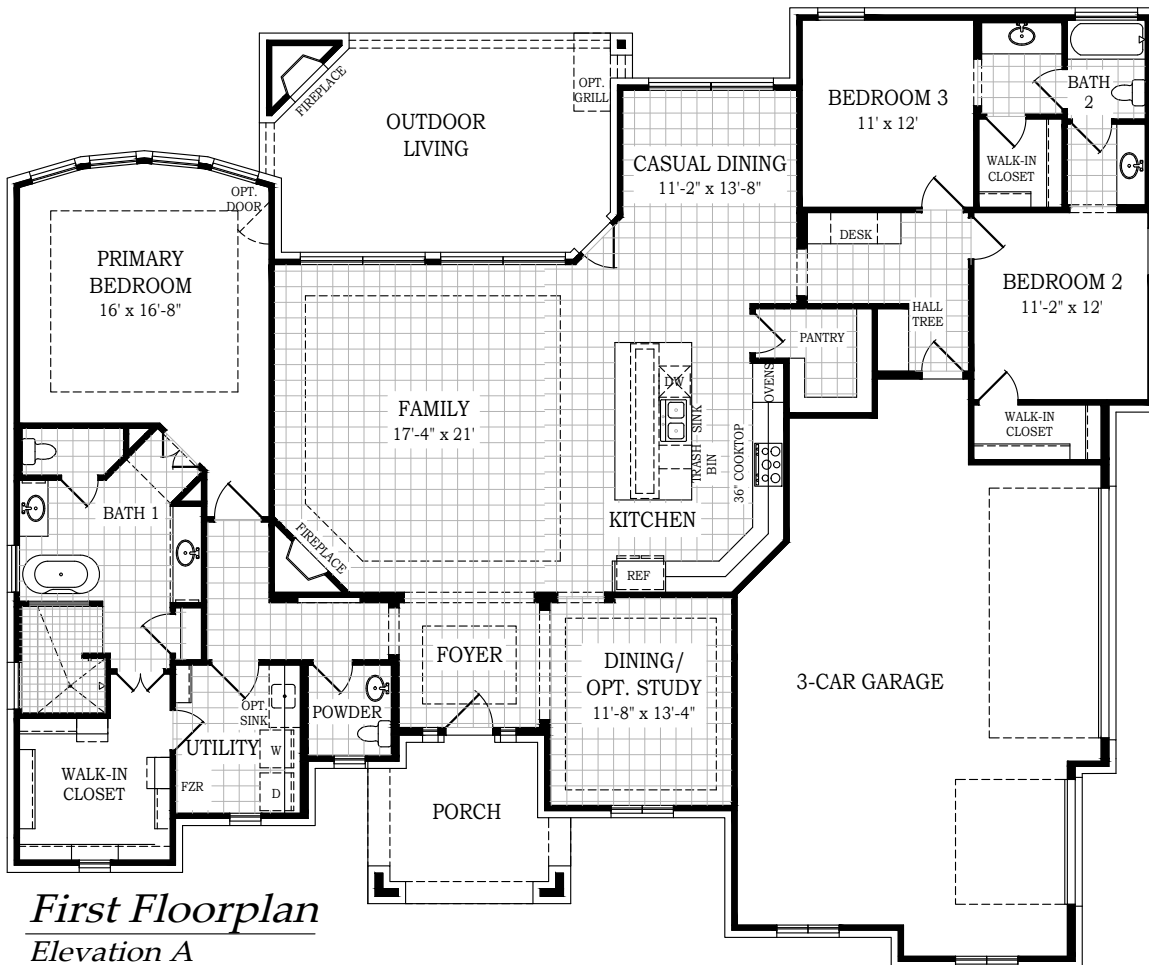 OUTDOOR
LIVING
FIREPLACE
OPT.
GRILL
BEDROOM 3
11' x 12'
BATH
2
WALK-IN
CLOSET
CASUAL DINING
11'-2" x 13'-8"
OPT.
DOOR
PRIMARY
BEDROOM
16' x 16'-8"
DESK
BEDROOM 2
11'-2" x 12'
HALL
TREE
PANTRY
OVENS
DW
SINK
TRASH
BIN
36" COOKTOP
FAMILY
17'-4" x 21'
WALK-IN
CLOSET
KITCHEN
BATH 1
FIREPLACE
REF
FOYER
DINING/
OPT. STUDY
11'-8" x 13'-4"
3-CAR GARAGE
OPT.
SINK
POWDER
UTILITY
W
D
FZR
WALK-IN
CLOSET
PORCH
First Floorplan
Elevation A